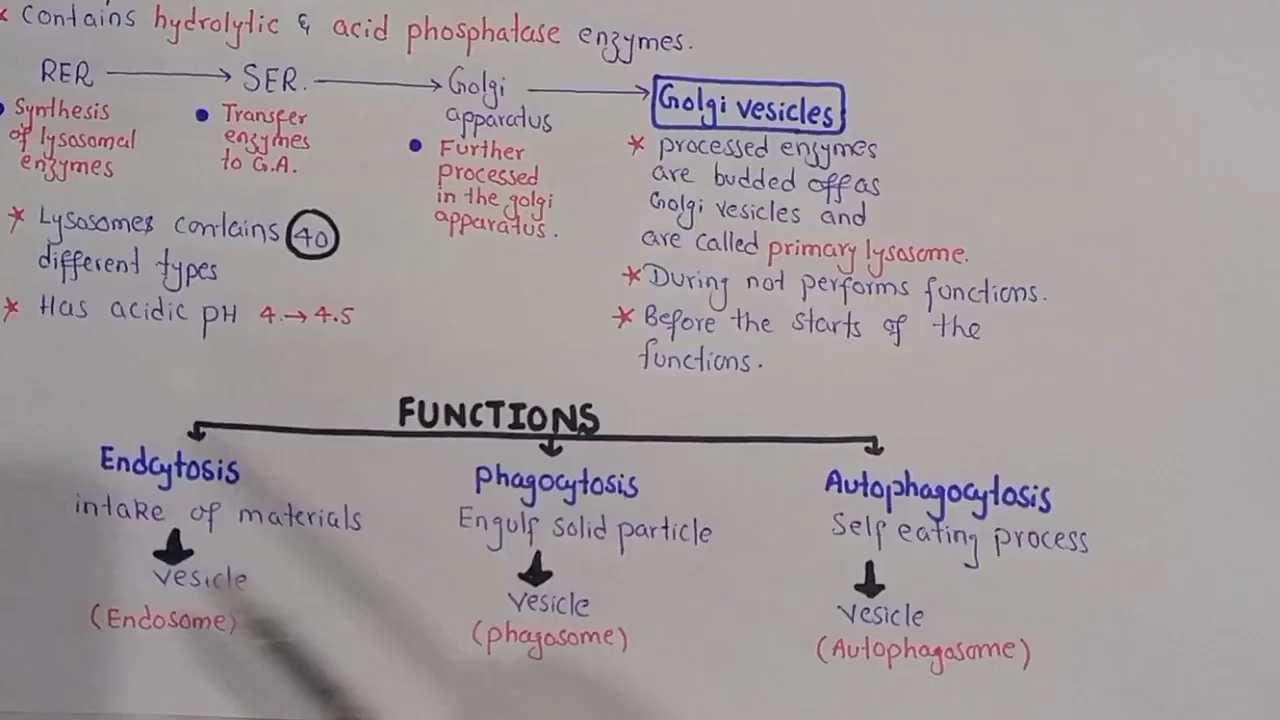 * Contains hydrolytic & acid phosphatase enzymes.
RER → SER. → Golgi apparatus → Golgi vesicles
• Synthesis
of lysosomal
enzymes
• Transfer
enzymes
to G.A.
• Further
processed
in the golgi
apparatus.
* processed enzymes
are budded off as
Golgi vesicles and
are called primary lysosome.
* During not performs functions.
* Before the starts of the
functions.
* Lysosomes contains 40
different types
* Has acidic pH 4.→4.5
FUNCTIONS
Endcytosis
intake of materials
vesicle
(Endosome)
Phagocytosis
Engulf solid particle
vesicle
(phagosome)
Autophagocytosis
Self eating process
vesicle
(Autophagosome)